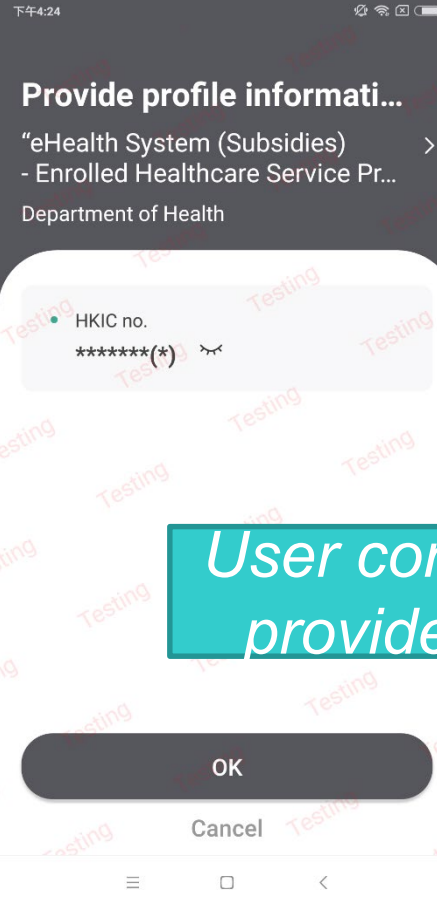 下午4:24
Provide profile informati...
“eHealth System (Subsidies)
- Enrolled Healthcare Service Pr...
Department of Health
Testing
HKIC no.
*******(*)
User
provide
OK
Cancel